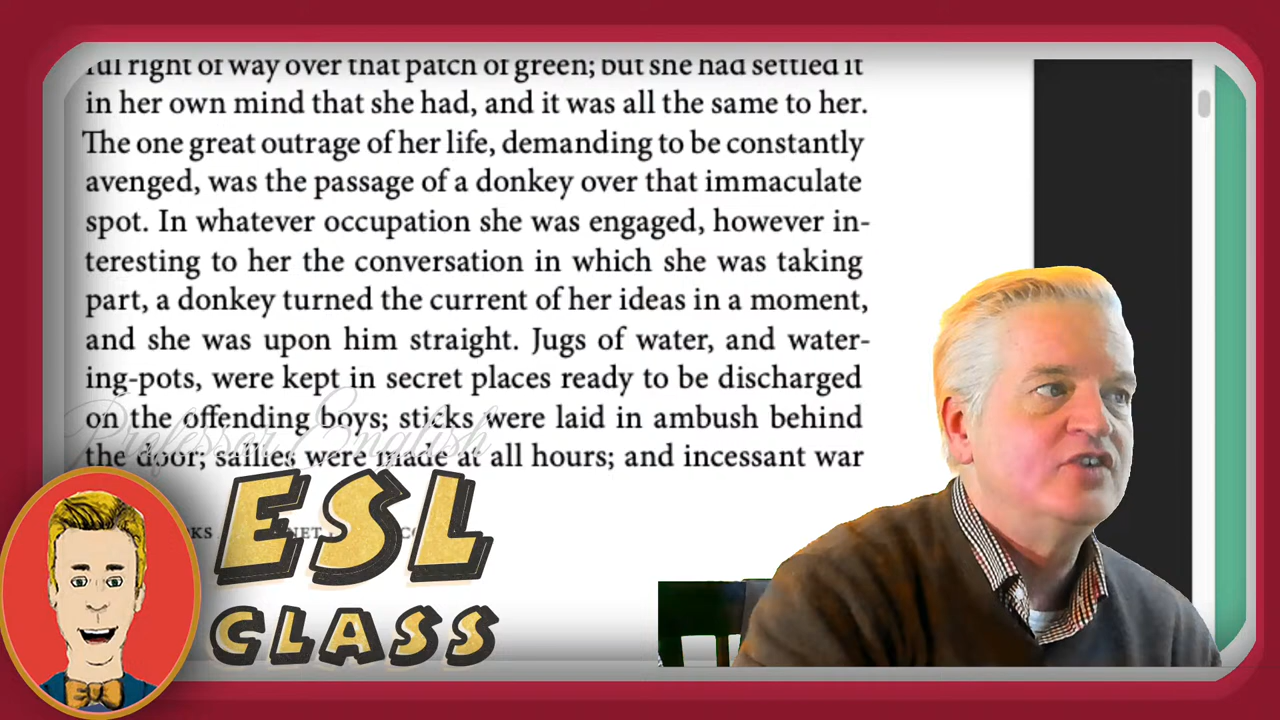 ful right of way over that patch of green; but she had settled it
in her own mind that she had, and it was all the same to her.
The one great outrage of her life, demanding to be constantly
avenged, was the passage of a donkey over that immaculate
spot. In whatever occupation she was engaged, however in-
teresting to her the conversation in which she was taking
part, a donkey turned the current of her ideas in a moment,
and she was upon him straight. Jugs of water, and water-
ing-pots, were kept in secret places ready to be discharged
on the offending boys; sticks were laid in ambush behind
the door; sallies were made at all hours; and incessant war
Professor English
ESL
CLASS